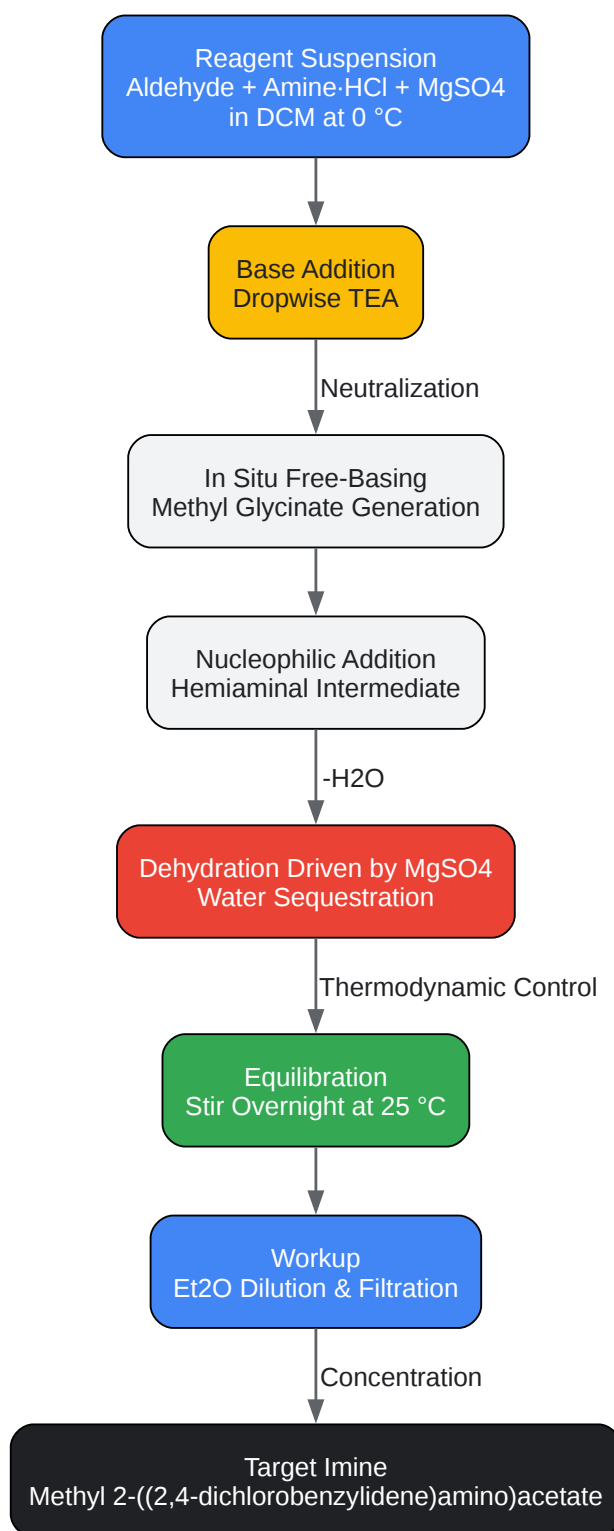 Reagent Suspension
Aldehyde + Amine·HCl + MgSO4
in DCM at 0 °C
Base Addition
Dropwise TEA
Neutralization
In Situ Free-Basing
Methyl Glycinate Generation
Nucleophilic Addition
Hemiaminal Intermediate
-H2O
Dehydration Driven by MgSO4
Water Sequestration
Thermodynamic Control
Equilibration
Stir Overnight at 25 °C
Workup
Et2O Dilution & Filtration
Concentration
Target Imine
Methyl 2-((2,4-dichlorobenzylidene)amino)acetate